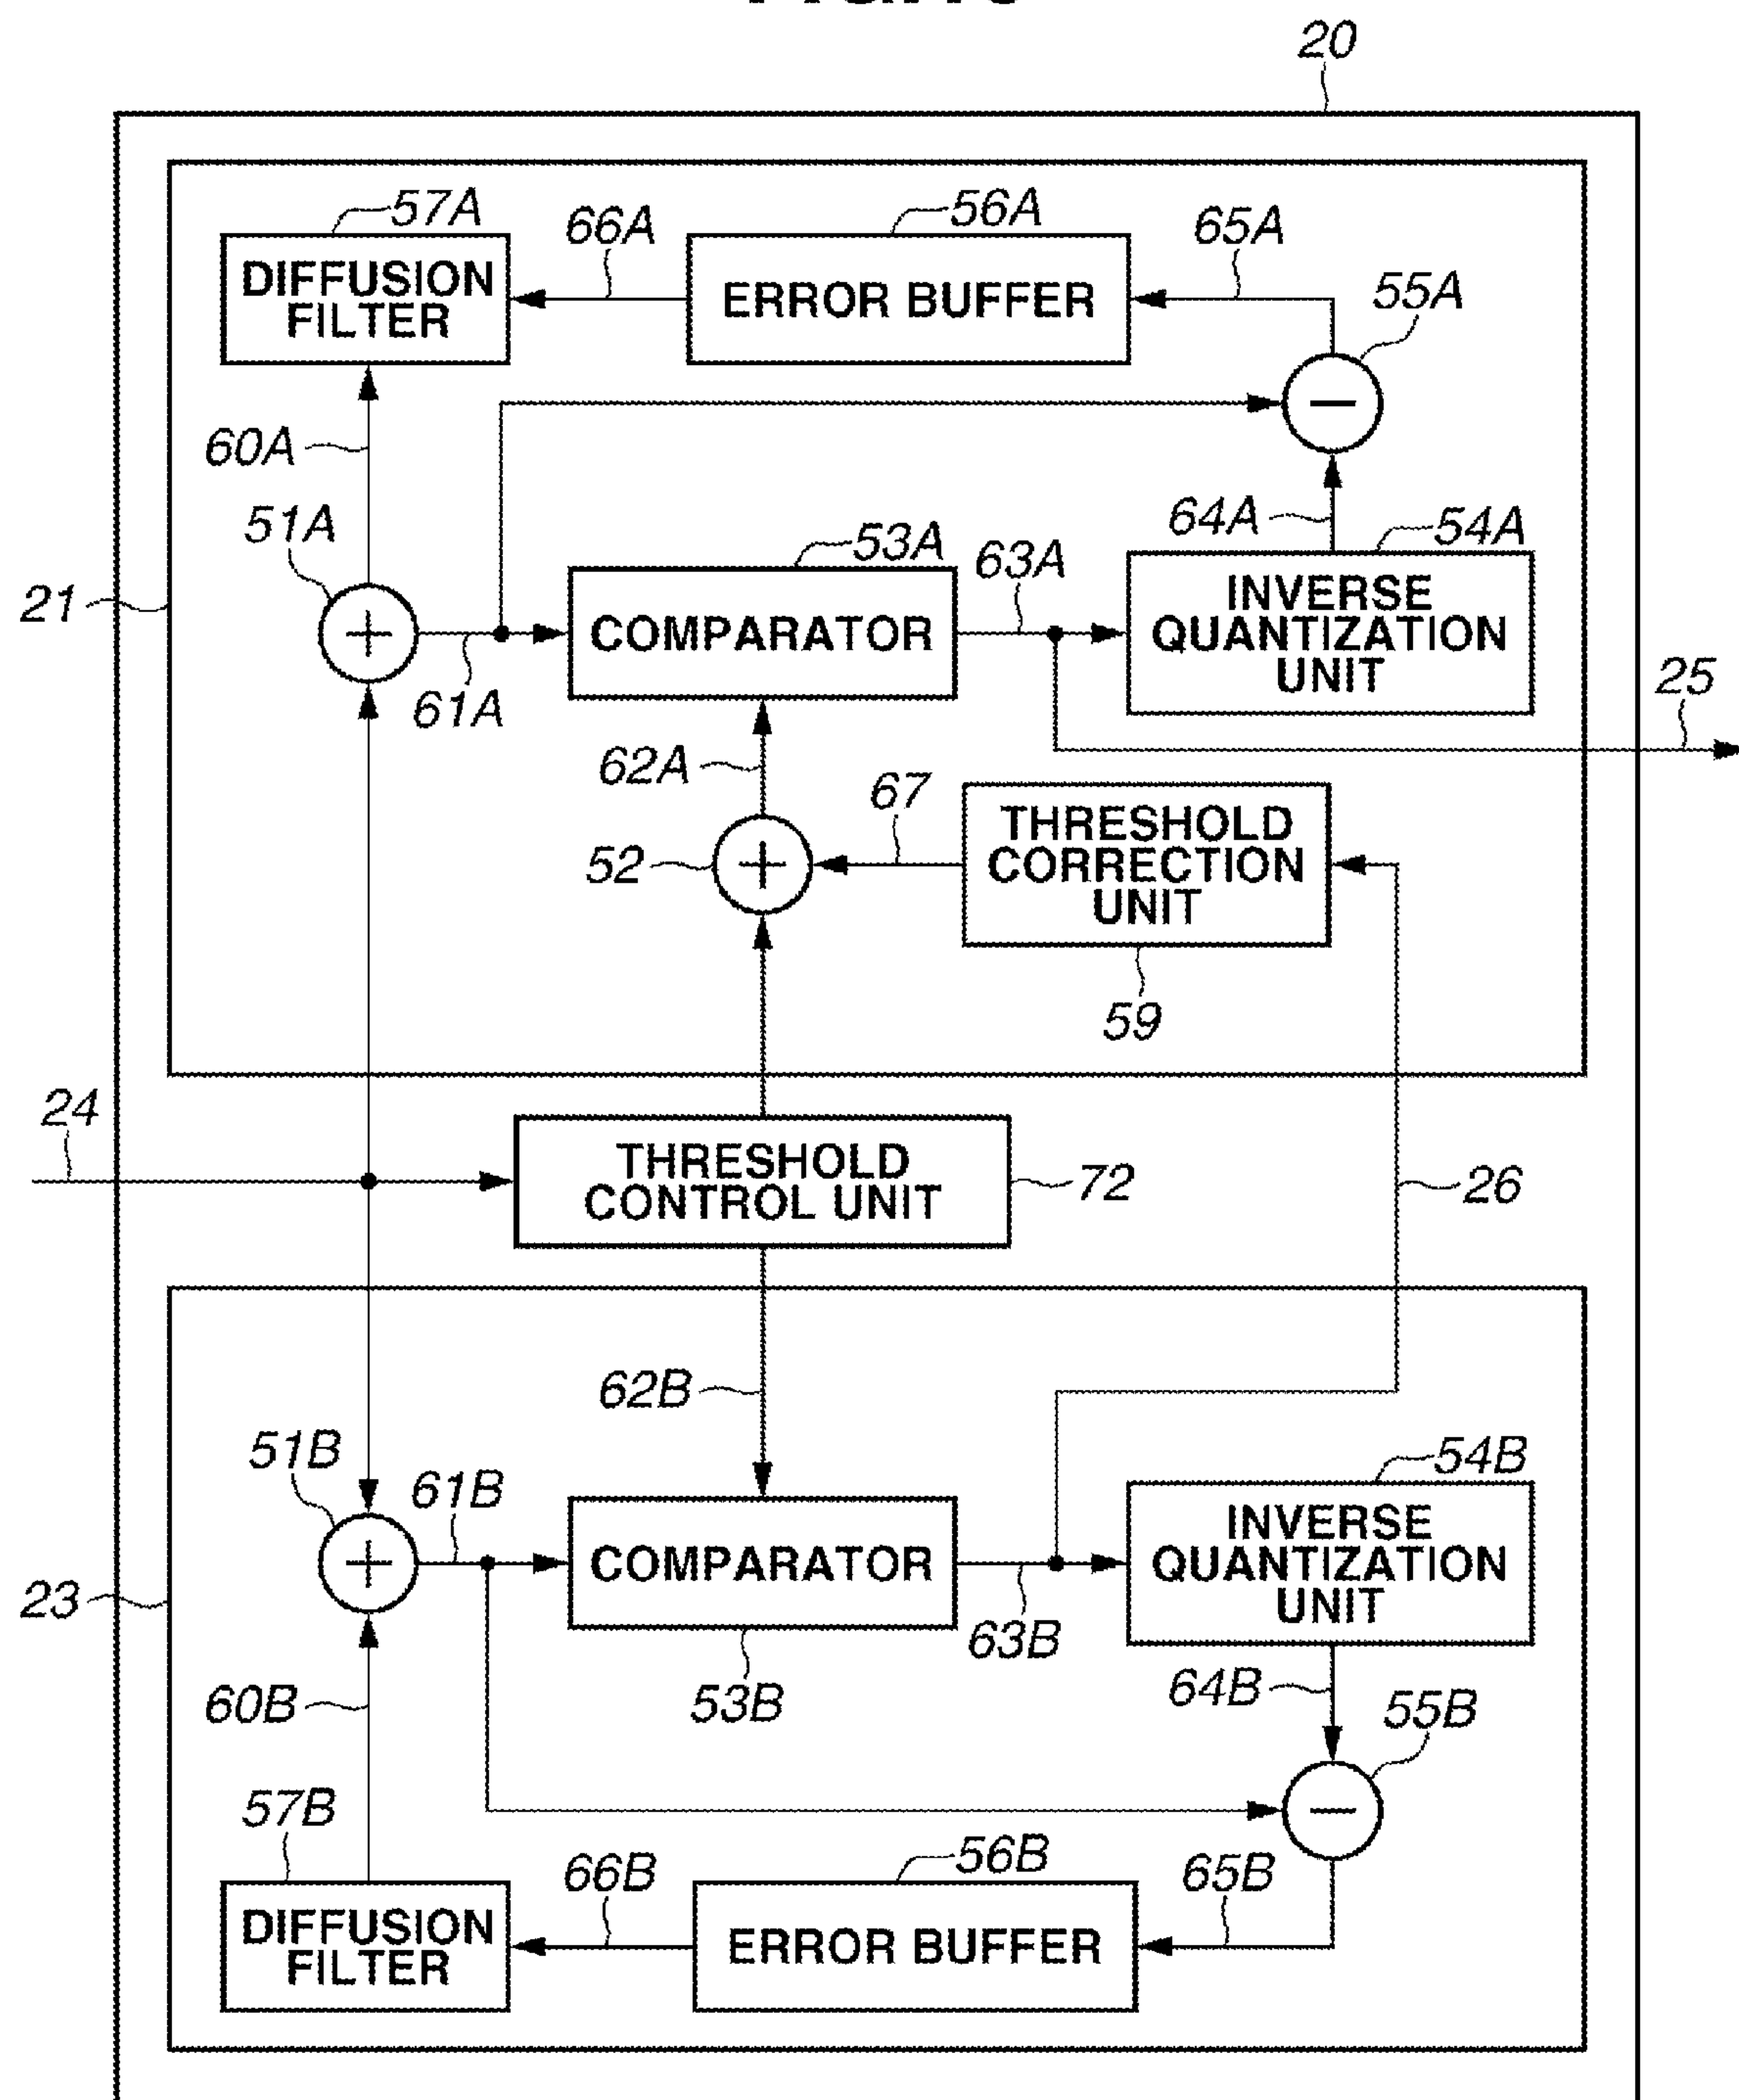 20
57A
66A
56A
65A
DIFFUSION
FILTER
ERROR BUFFER
55A
60A
51A
53A
63A
64A
54A
21
COMPARATOR
INVERSE
QUANTIZATION
UNIT
61A
25
62A
67
THRESHOLD
CORRECTION
UNIT
52
59
24
THRESHOLD
CONTROL UNIT
72
26
62B
51B
61B
54B
COMPARATOR
INVERSE
QUANTIZATION
UNIT
23
63B
60B
53B
64B
55B
57B
66B
56B
65B
DIFFUSION
FILTER
ERROR BUFFER